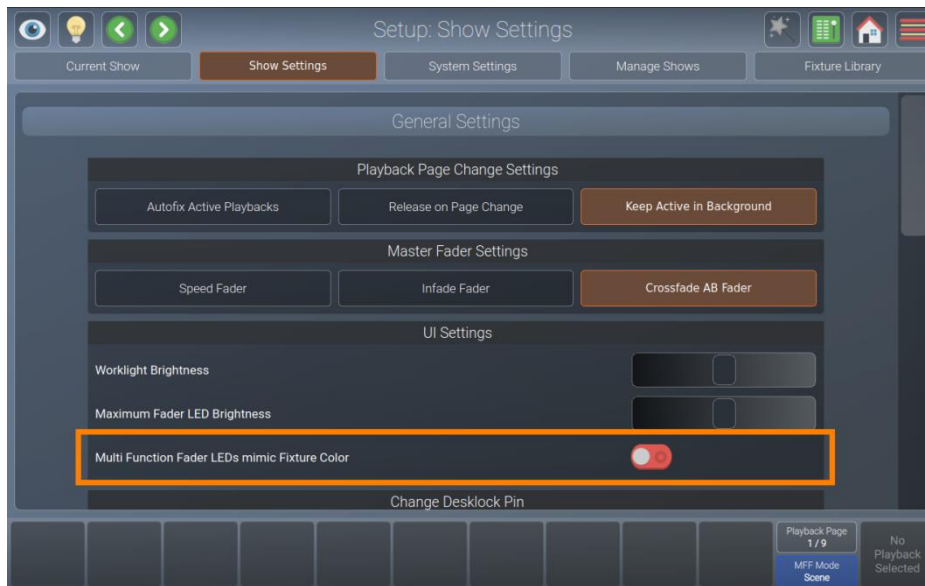 Setup: Show Settings
Current Show
Show Settings
System Settings
Manage Shows
Fixture Library
General Settings
Playback Page Change Settings
Autofix Active Playbacks
Release on Page Change
Keep Active in Background
Master Fader Settings
Speed Fader
Infade Fader
Crossfade AB Fader
UI Settings
Worklight Brightness
Maximum Fader LED Brightness
Multi Function Fader LEDs mimic Fixture Color
Change Desklock Pin
Playback Page
1 / 9
MFF Mode
Scene
No
Playback
Selected